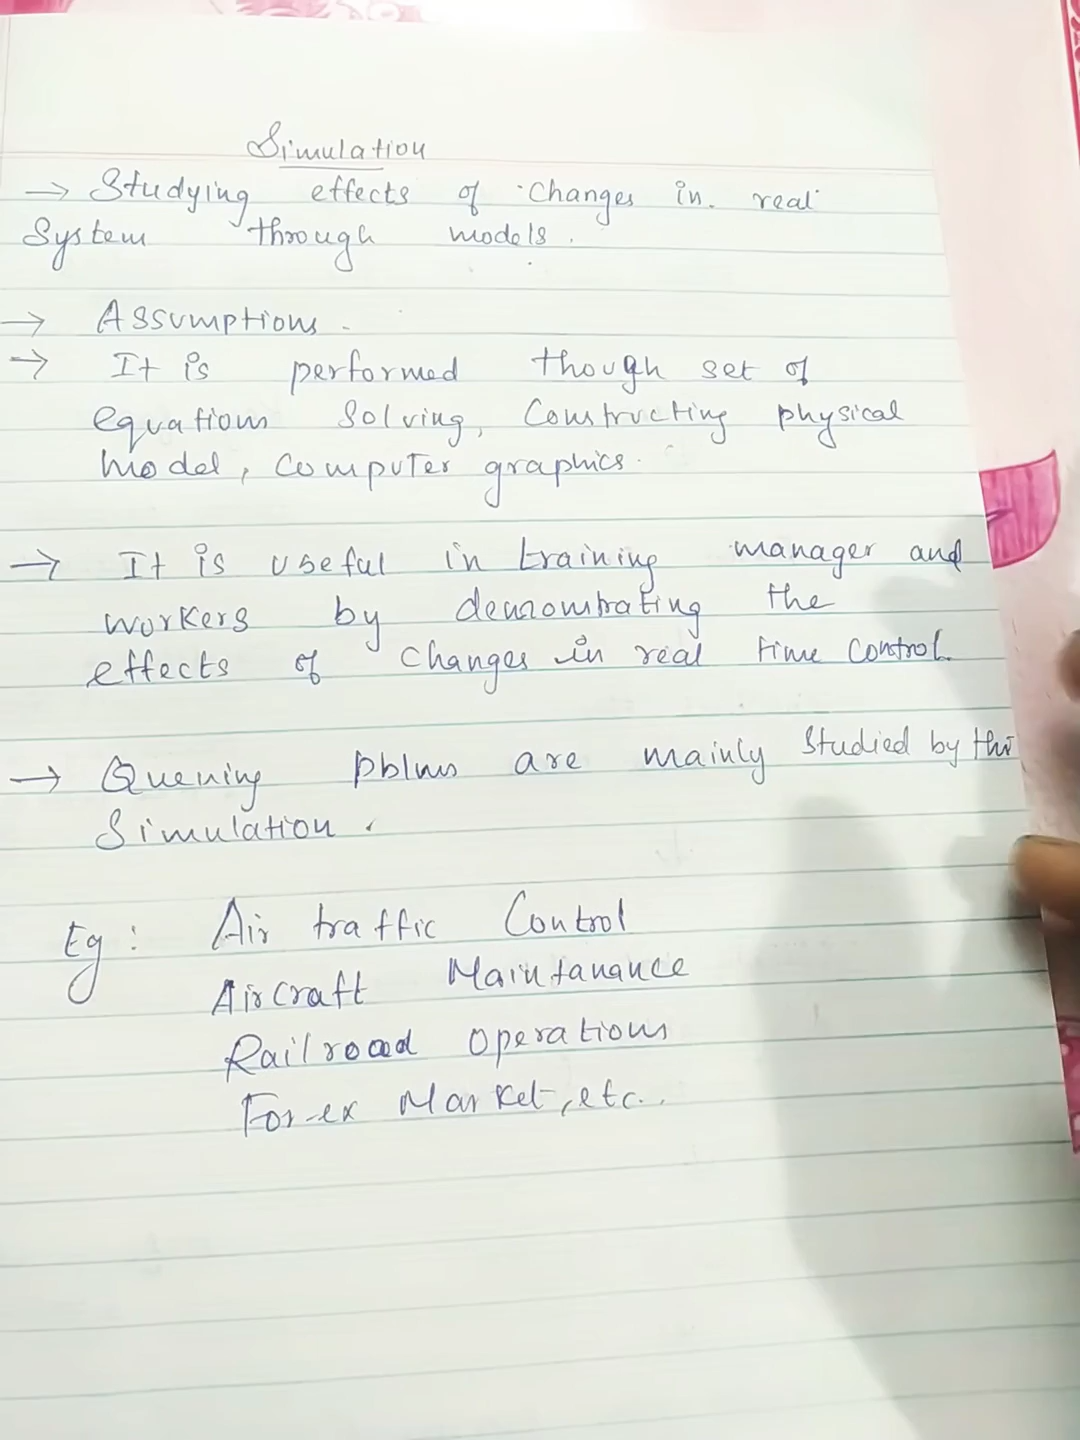 Simulation
→ Studying effects of changes in real
System through models.
→ Assumptions.
→ It is performed though set of
equations solving, Constructing physical
model, computer graphics.
→ It is useful in training manager and
workers by demonstrating the
effects of changes in real time control.
→ Queuing pblms are mainly studied by this
Simulation.
Eg: Air traffic Control
Aircraft Maintanance
Railroad operations
Forex Market, etc..